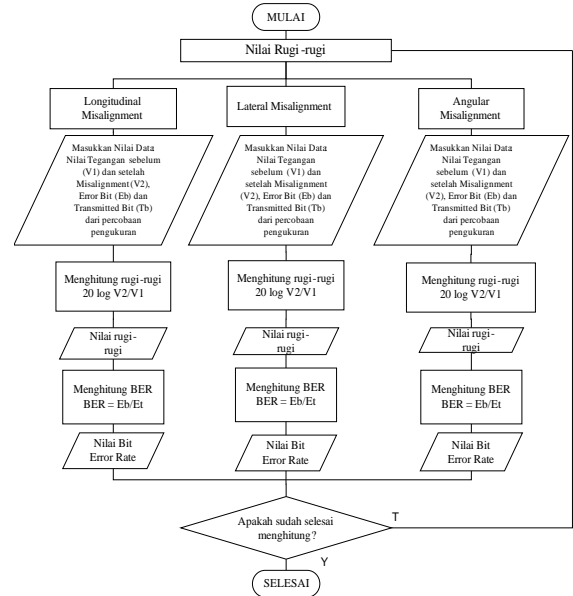 MULAI
Nilai Rugi -rugi
Longitudinal
Misalignment
Masukkan Nilai Data
Nilai Tegangan sebelum
(V1) dan setelah
Misalignment (V2),
Error Bit (Eb) dan
Transmitted Bit (Tb)
dari percobaan
pengukuran
Menghitung rugi-rugi
20 log V2/V1
Nilai rugi-
rugi
Menghitung BER
BER = Eb/Et
Nilai Bit
Error Rate
Lateral Misalignment
Masukkan Nilai Data
Nilai Tegangan
sebelum (V1) dan
setelah Misalignment
(V2), Error Bit (Eb) dan
Transmitted Bit (Tb)
dari percobaan
pengukuran
Menghitung rugi-rugi
20 log V2/V1
Nilai rugi-
rugi
Menghitung BER
BER = Eb/Et
Nilai Bit
Error Rate
Angular
Misalignment
Masukkan Nilai Data
Nilai Tegangan
sebelum (V1) dan
setelah Misalignment
(V2), Error Bit (Eb) dan
Transmitted Bit (Tb)
dari percobaan
pengukuran
Menghitung rugi-rugi
20 log V2/V1
Nilai rugi-
rugi
Menghitung BER
BER = Eb/Et
Nilai Bit
Error Rate
Apakah sudah selesai
menghitung?
T
Y
SELESAI